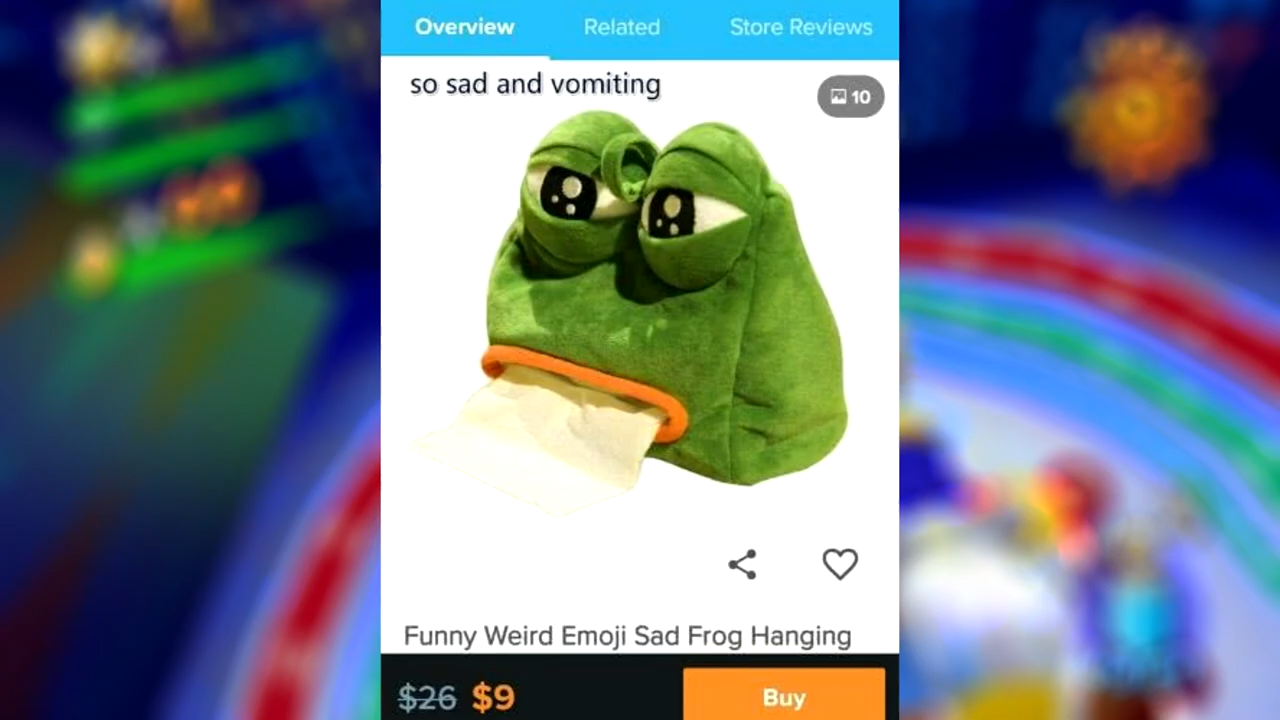 Overview Related Store Reviews
so sad and vomiting
10
Funny Weird Emoji Sad Frog Hanging
$26 $9 Buy